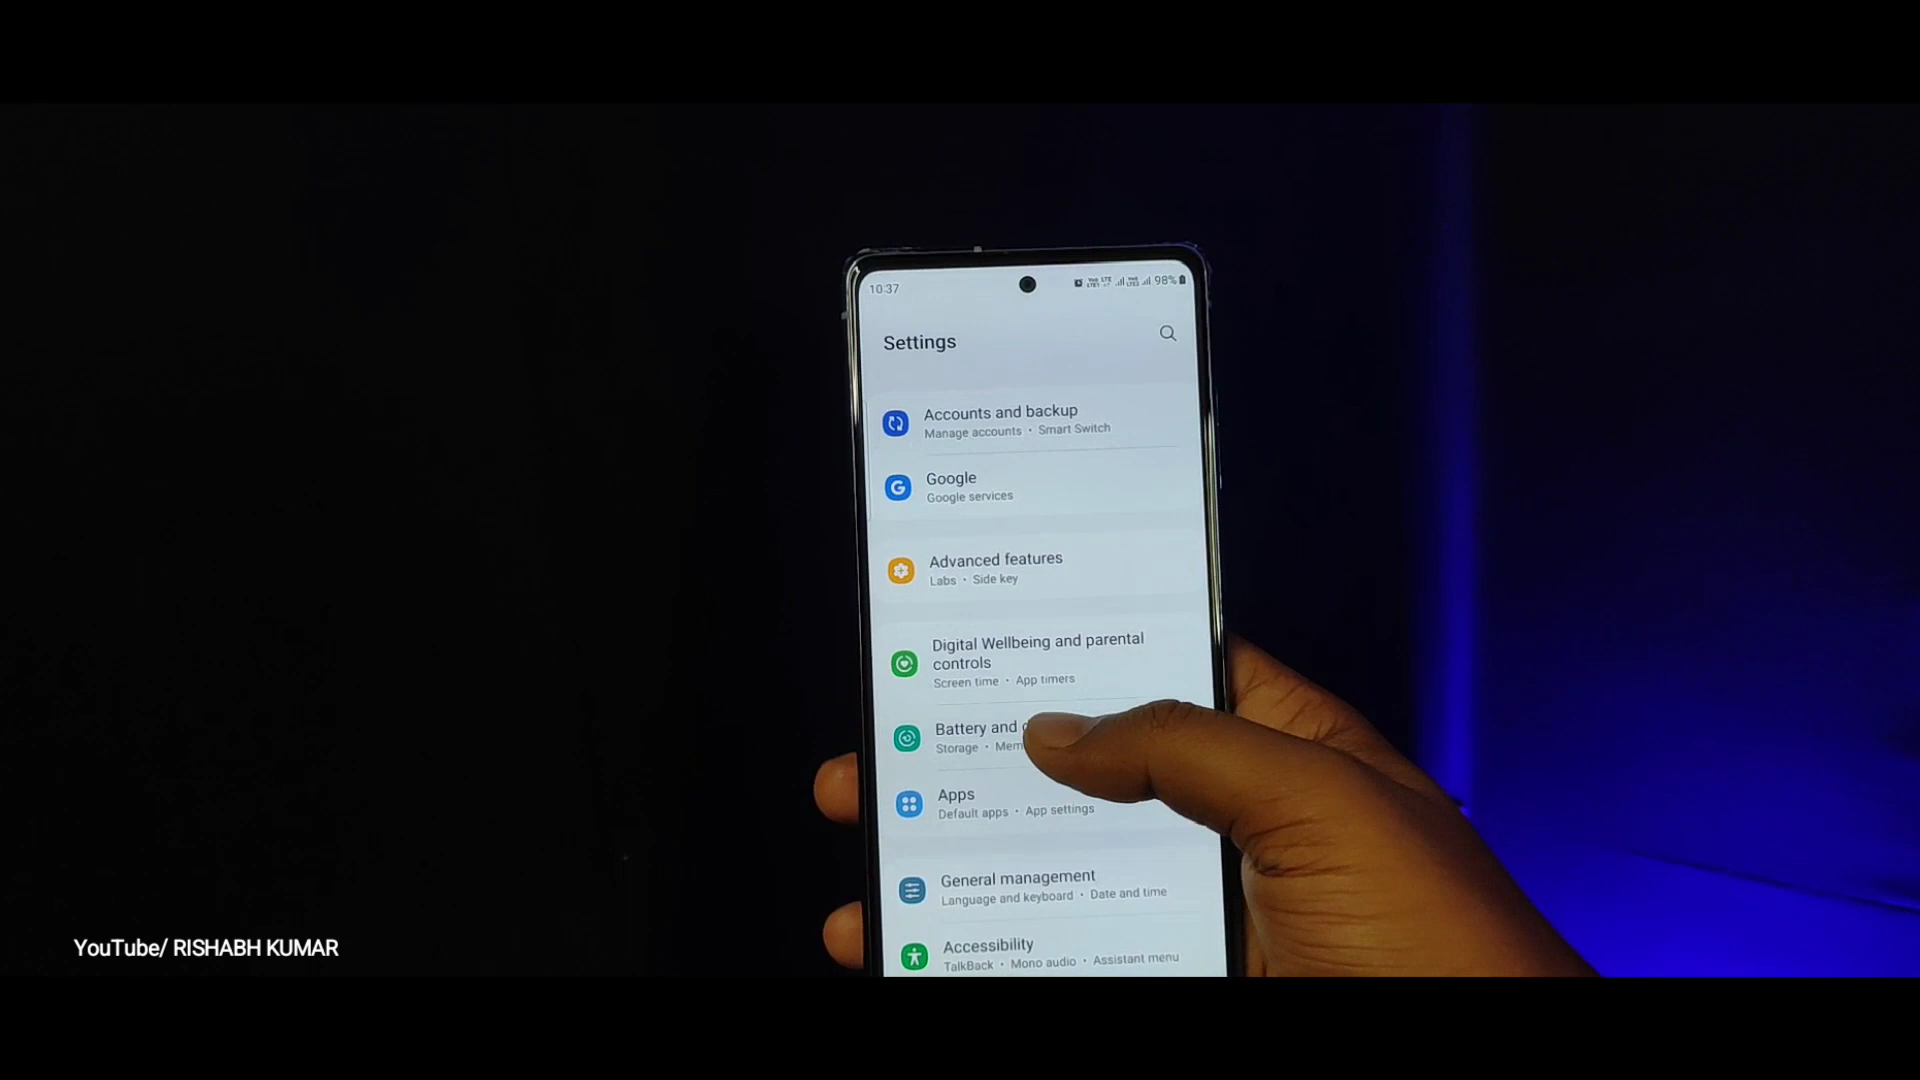 10:37
98%
Settings
Accounts and backup
Manage accounts • Smart Switch
Google
Google services
Advanced features
Labs • Side key
Digital Wellbeing and parental
controls
Screen time • App timers
Battery and
Storage •
Apps
Default apps • App settings
General management
Language and keyboard • Date and time
Accessibility
TalkBack • Mono audio • Assistant menu
YouTube/ RISHABH KUMAR